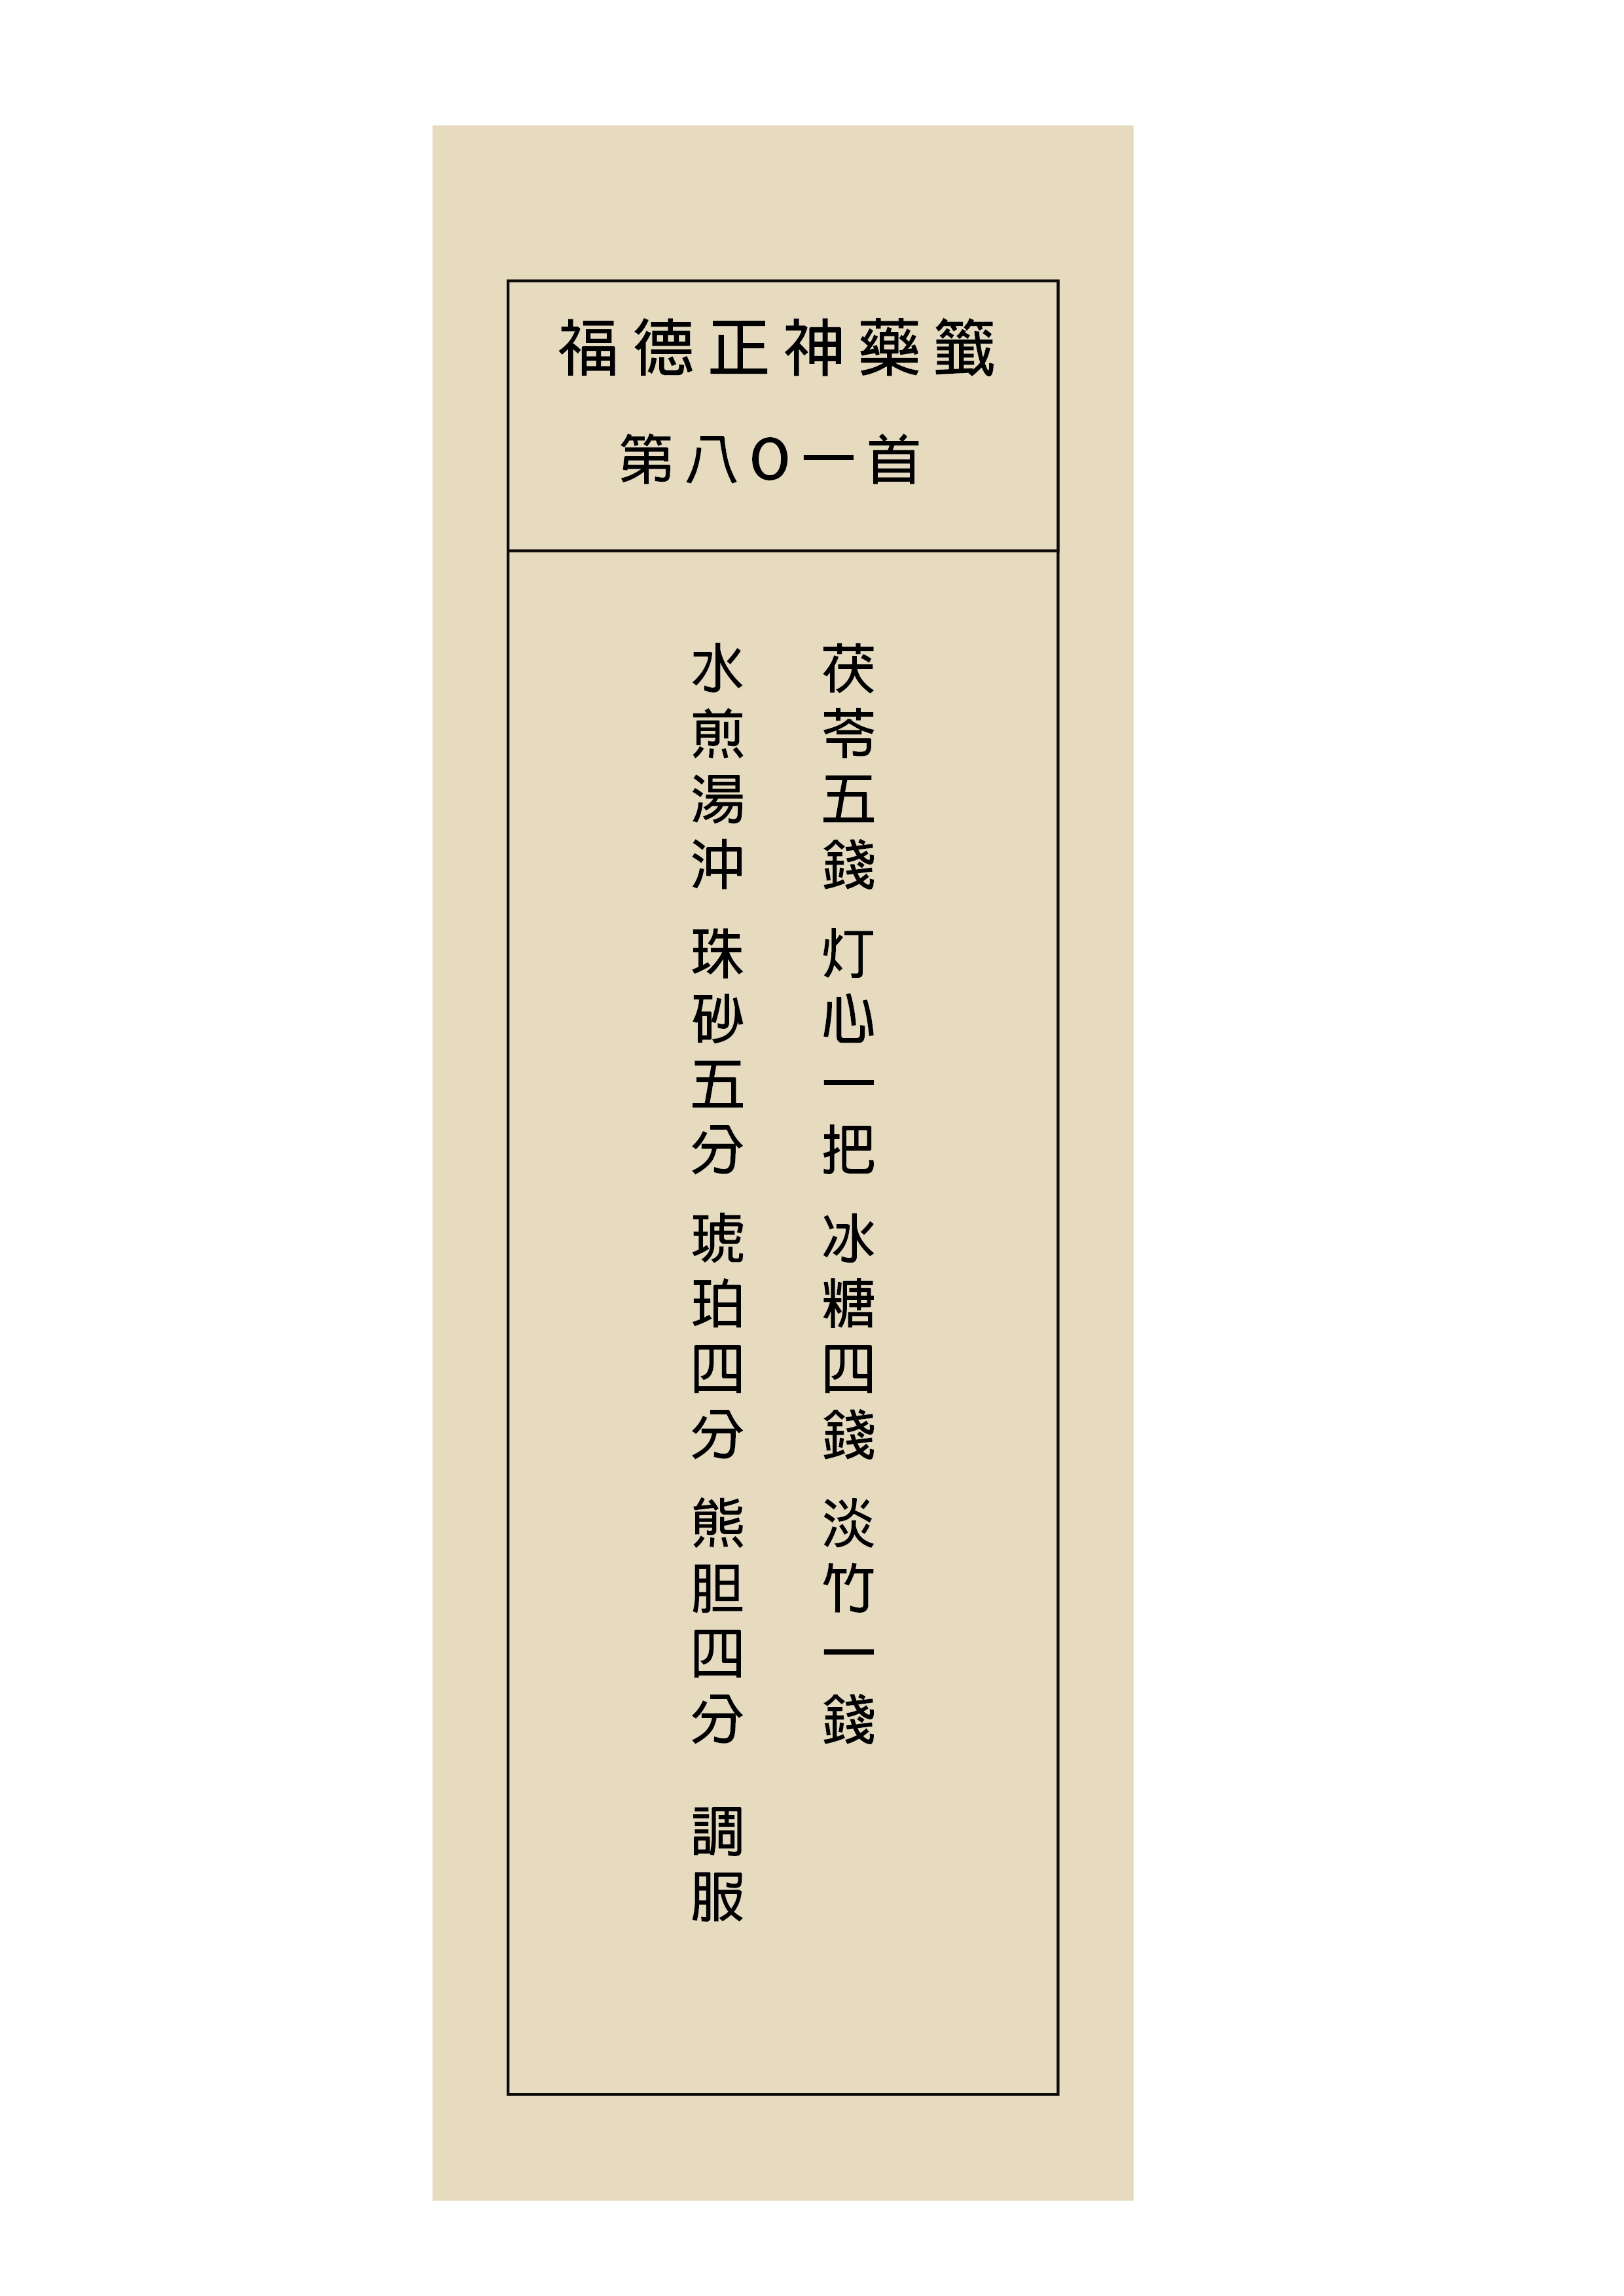 福德正神藥籤
第八O一首
茯苓五錢 灯心一把 冰糖四錢 淡竹一錢
水煎湯沖 珠砂五分 琥珀四分 熊胆四分 調服